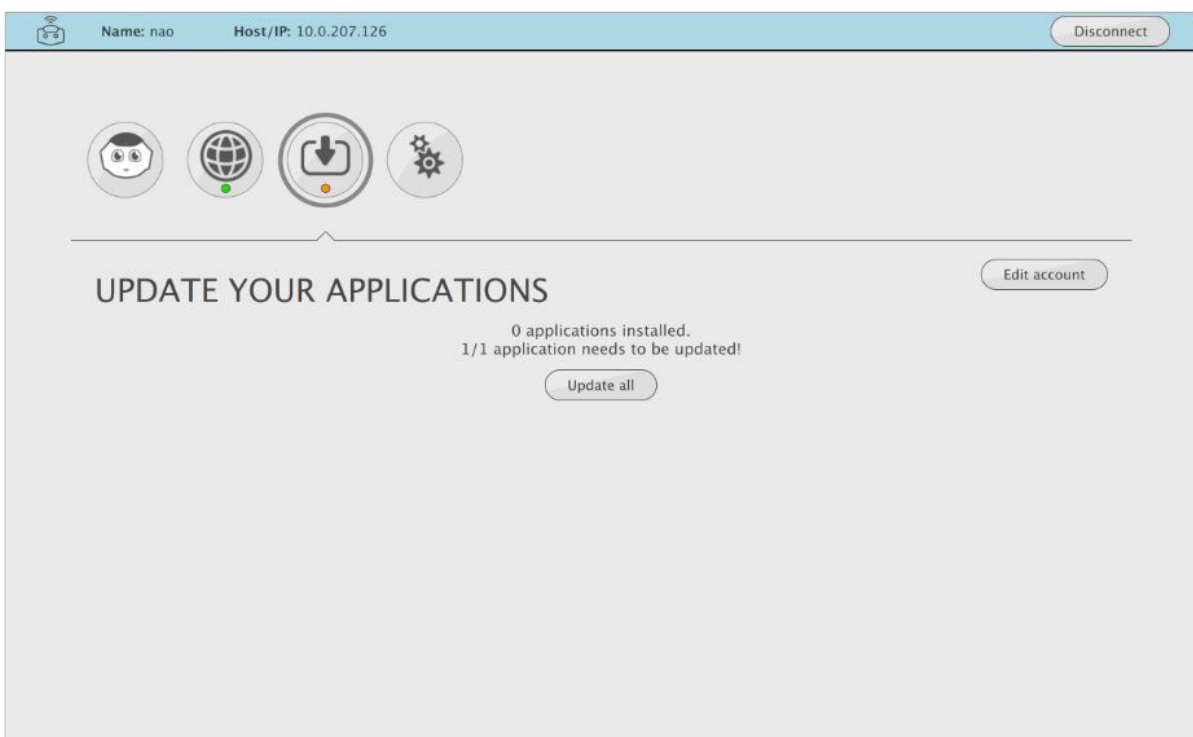 Name: nao Host/IP: 10.0.207.126 Disconnect
UPDATE YOUR APPLICATIONS
Edit account
0 applications installed.
1/1 application needs to be updated!
Update all